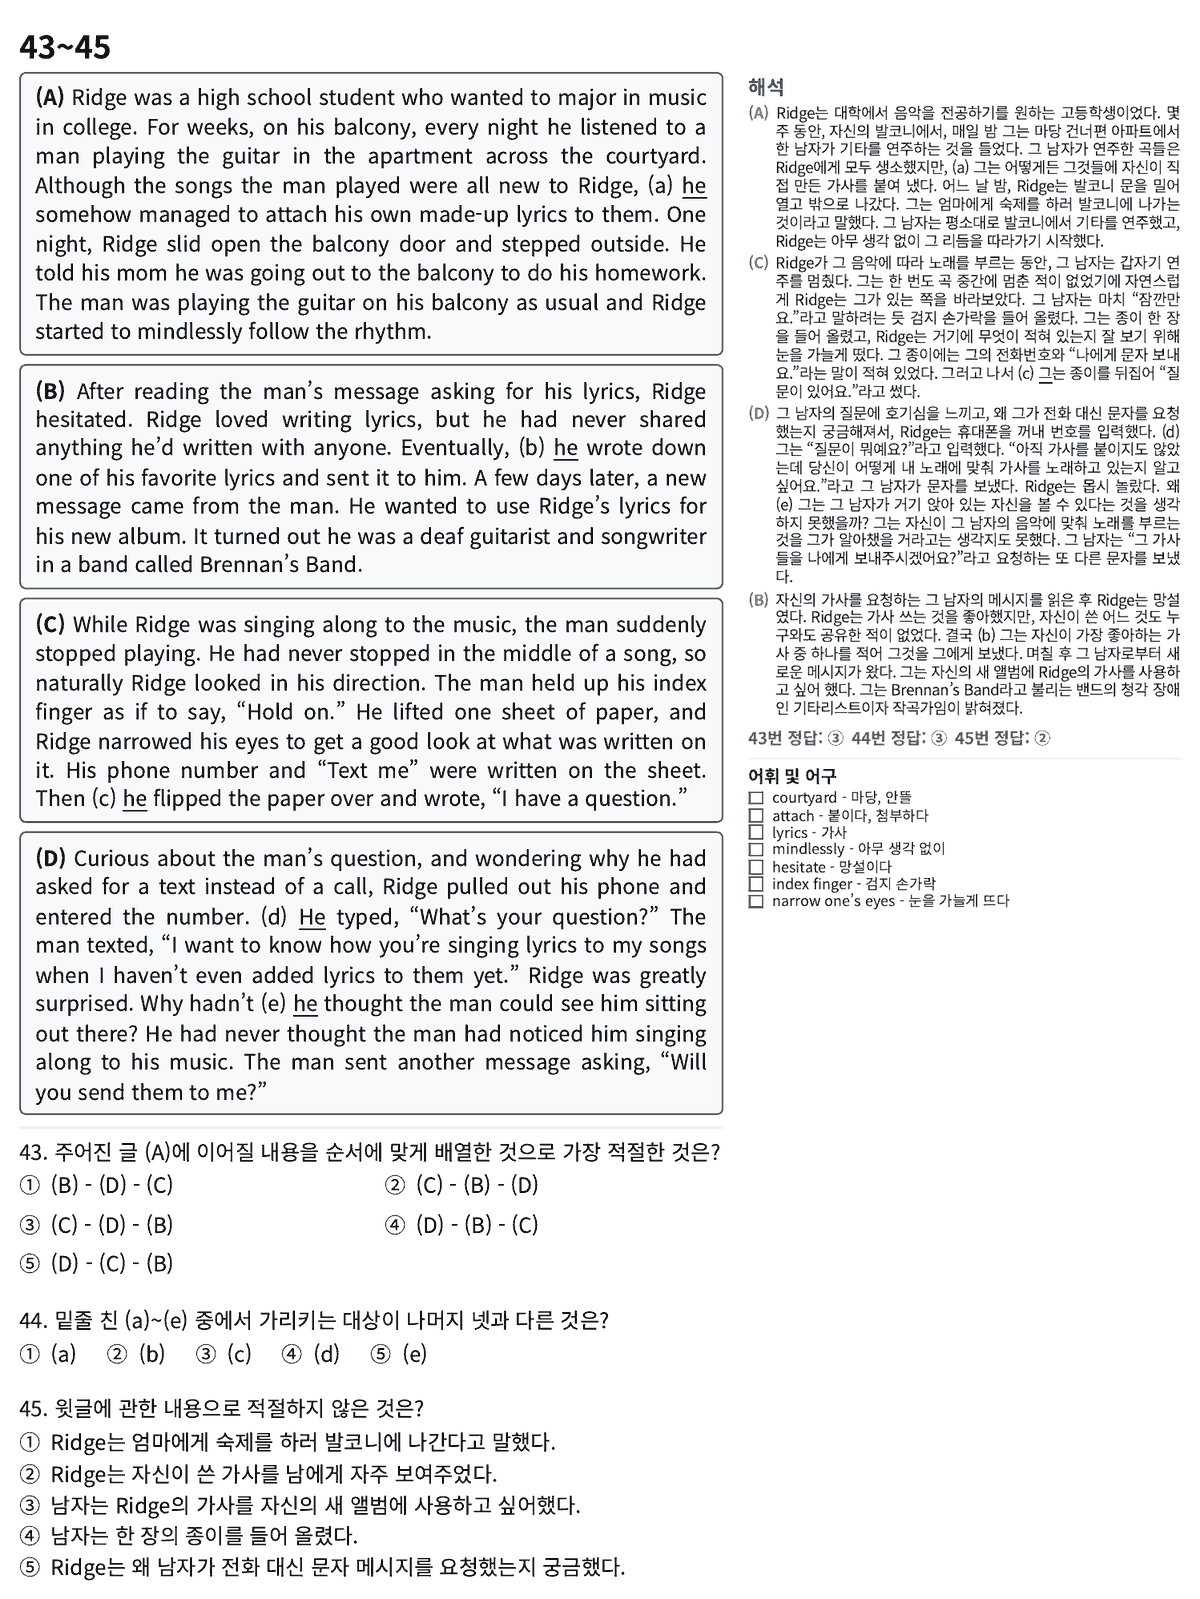 43~45
(A) Ridge was a high school student who wanted to major in music
in college. For weeks, on his balcony, every night he listened to a
man playing the guitar in the apartment across the courtyard.
Although the songs the man played were all new to Ridge, (a) he
somehow managed to attach his own made-up lyrics to them. One
night, Ridge slid open the balcony door and stepped outside. He
told his mom he was going out to the balcony to do his homework.
The man was playing the guitar on his balcony as usual and Ridge
started to mindlessly follow the rhythm.
(B) After reading the man’s message asking for his lyrics, Ridge
hesitated. Ridge loved writing lyrics, but he had never shared
anything he’d written with anyone. Eventually, (b) he wrote down
one of his favorite lyrics and sent it to him. A few days later, a new
message came from the man. He wanted to use Ridge’s lyrics for
his new album. It turned out he was a deaf guitarist and songwriter
in a band called Brennan’s Band.
(C) While Ridge was singing along to the music, the man suddenly
stopped playing. He had never stopped in the middle of a song, so
naturally Ridge looked in his direction. The man held up his index
finger as if to say, “Hold on.” He lifted one sheet of paper, and
Ridge narrowed his eyes to get a good look at what was written on
it. His phone number and “Text me” were written on the sheet.
Then (c) he flipped the paper over and wrote, “I have a question.”
(D) Curious about the man’s question, and wondering why he had
asked for a text instead of a call, Ridge pulled out his phone and
entered the number. (d) He typed, “What’s your question?” The
man texted, “I want to know how you’re singing lyrics to my songs
when I haven’t even added lyrics to them yet.” Ridge was greatly
surprised. Why hadn’t (e) he thought the man could see him sitting
out there? He had never thought the man had noticed him singing
along to his music. The man sent another message asking, “Will
you send them to me?”
43. 주어진 글 (A)에 이어질 내용을 순서에 맞게 배열한 것으로 가장 적절한 것은?
① (B) - (D) - (C)
② (C) - (B) - (D)
③ (C) - (D) - (B)
④ (D) - (B) - (C)
⑤ (D) - (C) - (B)
44. 밑줄 친 (a)~(e) 중에서 가리키는 대상이 나머지 넷과 다른 것은?
① (a) ② (b) ③ (c) ④ (d) ⑤ (e)
45. 윗글에 관한 내용으로 적절하지 않은 것은?
① Ridge는 엄마에게 숙제를 하러 발코니에 나간다고 말했다.
② Ridge는 자신이 쓴 가사를 남에게 자주 보여주었다.
③ 남자는 Ridge의 가사를 자신의 새 앨범에 사용하고 싶어했다.
④ 남자는 한 장의 종이를 들어 올렸다.
⑤ Ridge는 왜 남자가 전화 대신 문자 메시지를 요청했는지 궁금했다.
해석
(A) Ridge는 대학에서 음악을 전공하기를 원하는 고등학생이었다. 몇
주 동안, 자신의 발코니에서, 매일 밤 그는 마당 건너편 아파트에서
한 남자가 기타를 연주하는 것을 들었다. 그 남자가 연주한 곡들은
Ridge에게 모두 생소했지만, (a) 그는 어떻게든 그것들에 자신이 직
접 만든 가사를 붙여 냈다. 어느 날 밤, Ridge는 발코니 문을 밀어
열고 밖으로 나갔다. 그는 엄마에게 숙제를 하러 발코니에 나가는
것이라고 말했다. 그 남자는 평소대로 발코니에서 기타를 연주했고,
Ridge는 아무 생각 없이 그 리듬을 따라가기 시작했다.
(C) Ridge가 그 음악에 따라 노래를 부르는 동안, 그 남자는 갑자기 연
주를 멈췄다. 그는 한 번도 곡 중간에 멈춘 적이 없었기에 자연스럽
게 Ridge는 그가 있는 쪽을 바라보았다. 그 남자는 마치 “잠깐만
요.”라고 말하려는 듯 검지 손가락을 들어 올렸다. 그는 종이 한 장
을 들어 올렸고, Ridge는 거기에 무엇이 적혀 있는지 잘 보기 위해
눈을 가늘게 떴다. 그 종이에는 그의 전화번호와 “나에게 문자 보내
요.”라는 말이 적혀 있었다. 그러고 나서 (c) 그는 종이를 뒤집어 “질
문이 있어요.”라고 썼다.
(D) 그 남자의 질문에 호기심을 느끼고, 왜 그가 전화 대신 문자를 요청
했는지 궁금해져서, Ridge는 휴대폰을 꺼내 번호를 입력했다. (d)
그는 “질문이 뭐예요?”라고 입력했다. “아직 가사를 붙이지도 않았
는데 당신이 어떻게 내 노래에 맞춰 가사를 노래하고 있는지 알고
싶어요.”라고 그 남자가 문자를 보냈다. Ridge는 몹시 놀랐다. 왜
(e) 그는 그 남자가 거기 앉아 있는 자신을 볼 수 있다는 것을 생각
하지 못했을까? 그는 자신이 그 남자의 음악에 맞춰 노래를 부르는
것을 그가 알아챘을 거라고는 생각지도 못했다. 그 남자는 “그 가사
들을 나에게 보내주시겠어요?”라고 요청하는 또 다른 문자를 보냈
다.
(B) 자신의 가사를 요청하는 그 남자의 메시지를 읽은 후 Ridge는 망설
였다. Ridge는 가사 쓰는 것을 좋아했지만, 자신이 쓴 어느 것도 누
구와도 공유한 적이 없었다. 결국 (b) 그는 자신이 가장 좋아하는 가
사 중 하나를 적어 그것을 그에게 보냈다. 며칠 후 그 남자로부터 새
로운 메시지가 왔다. 그는 자신의 새 앨범에 Ridge의 가사를 사용하
고 싶어 했다. 그는 Brennan’s Band라고 불리는 밴드의 청각 장애
인 기타리스트이자 작곡가임이 밝혀졌다.
43번 정답: ③ 44번 정답: ③ 45번 정답: ②
어휘 및 어구
courtyard - 마당, 안뜰
attach - 붙이다, 첨부하다
lyrics - 가사
mindlessly - 아무 생각 없이
hesitate - 망설이다
index finger - 검지 손가락
narrow one’s eyes - 눈을 가늘게 뜨다